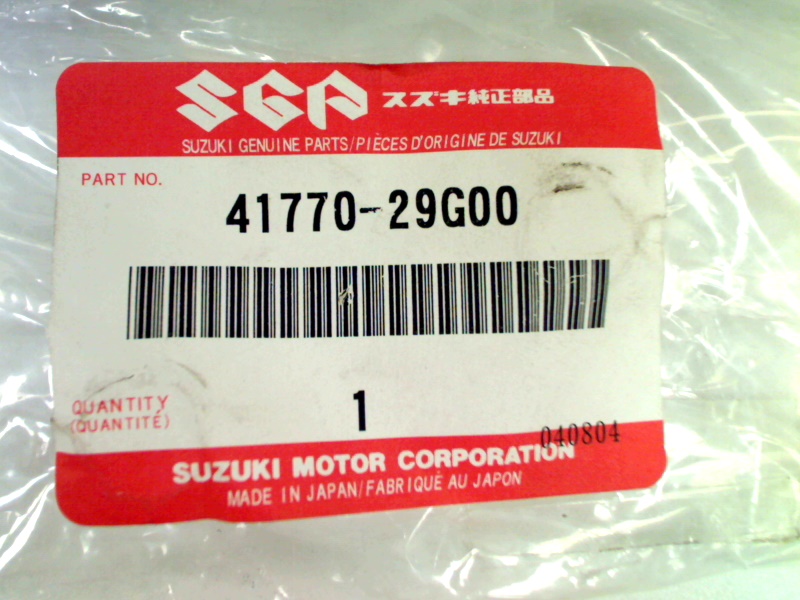 SGP スズキ純正部品
SUZUKI GENUINE PARTS/PIÈCES D'ORIGINE DE SUZUKI
PART NO.
41770-29G00
QUANTITY 1
(QUANTITÉ)
040804
SUZUKI MOTOR CORPORATION
MADE IN JAPAN/FABRIQUÉ AU JAPON